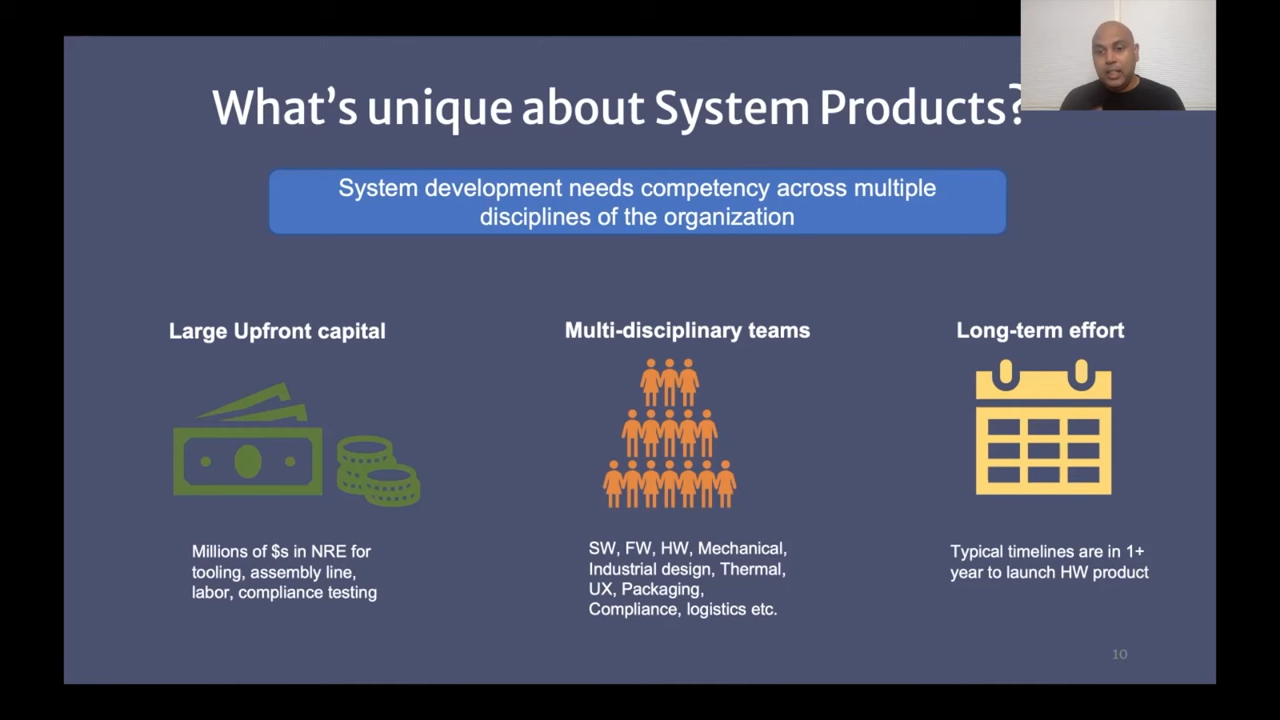 What's unique about System Products?
System development needs competency across multiple
disciplines of the organization
Large Upfront capital
Multi-disciplinary teams
Long-term effort
Millions of $s in NRE for
tooling, assembly line,
labor, compliance testing
SW, FW, HW, Mechanical,
Industrial design, Thermal,
UX, Packaging,
Compliance, logistics etc.
Typical timelines are in 1+
year to launch HW product
10